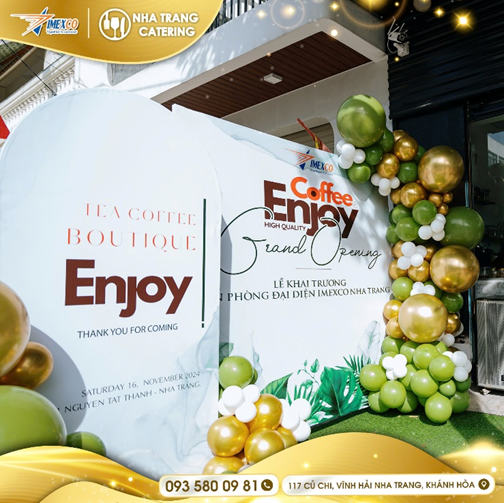 IMEXCO
NHA TRANG
CATERING
TEA COFFEE
BOUTIQUE
Enjoy
THANK YOU FOR COMING
SATURDAY 16, NOVEMBER 2024
NGUYEN TAT THANH - NHA TRANG
IMEXCO
Coffee
Enjoy
HIGH QUALITY
Grand Opening
LỄ KHAI TRƯƠNG
PHÒNG ĐẠI DIỆN IMEXCO NHA TRANG
093 580 09 81
117 CỦ CHI, VĨNH HẢI NHA TRANG, KHÁNH HÒA